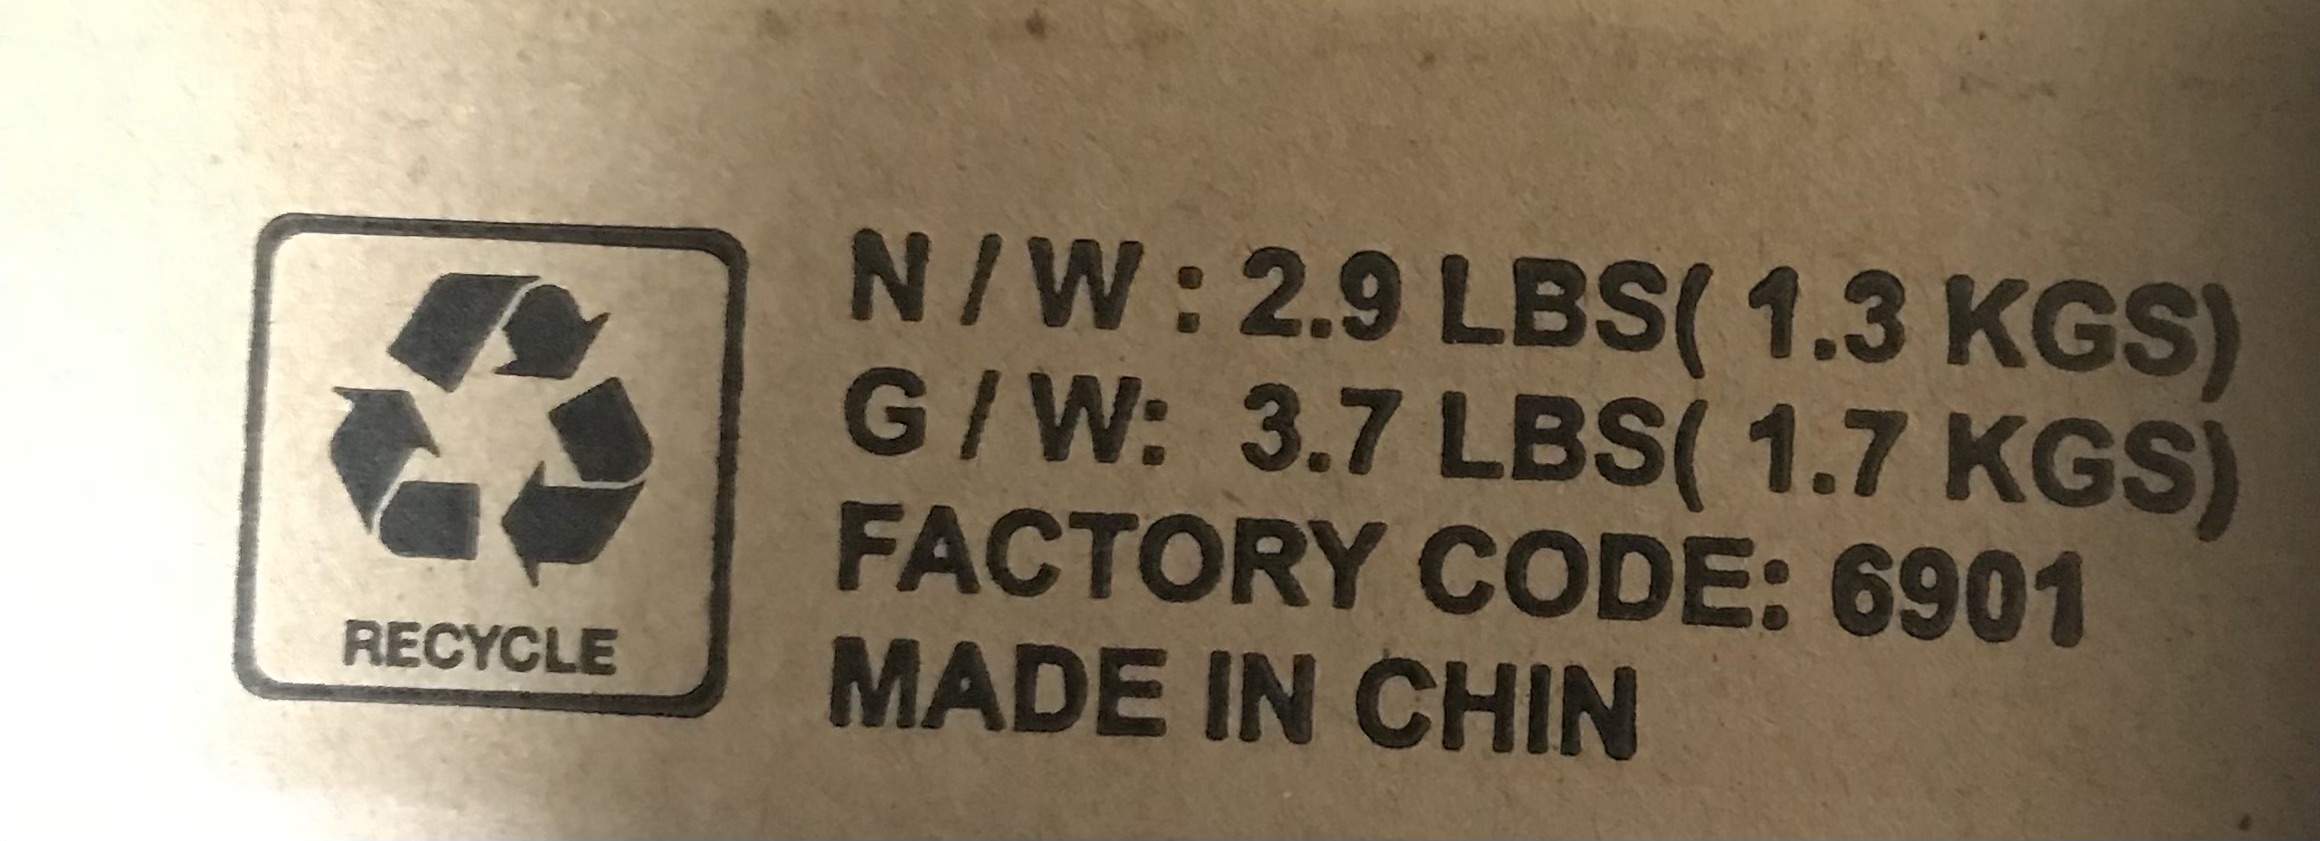 N / W : 2.9 LBS( 1.3 KGS)
G / W: 3.7 LBS( 1.7 KGS)
FACTORY CODE: 6901
MADE IN CHIN
RECYCLE